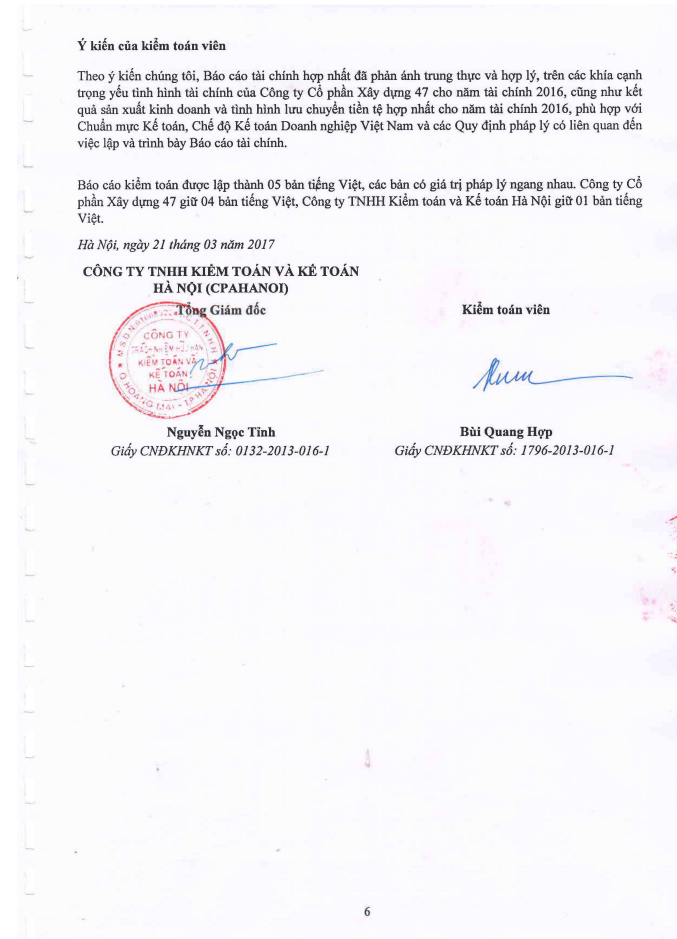 Ý kiến của kiểm toán viên
Theo ý kiến chúng tôi, Báo cáo tài chính hợp nhất đã phản ánh trung thực và hợp lý, trên các khía cạnh
trọng yếu tình hình tài chính của Công ty Cổ phần Xây dựng 47 cho năm tài chính 2016, cũng như kết
quả sản xuất kinh doanh và tình hình lưu chuyển tiền tệ hợp nhất cho năm tài chính 2016, phù hợp với
Chuẩn mực Kế toán, Chế độ Kế toán Doanh nghiệp Việt Nam và các Quy định pháp lý có liên quan đến
việc lập và trình bày Báo cáo tài chính.
Báo cáo kiểm toán được lập thành 05 bản tiếng Việt, các bản có giá trị pháp lý ngang nhau. Công ty Cổ
phần Xây dựng 47 giữ 04 bản tiếng Việt, Công ty TNHH Kiểm toán và Kế toán Hà Nội giữ 01 bản tiếng
Việt.
Hà Nội, ngày 21 tháng 03 năm 2017
CÔNG TY TNHH KIỂM TOÁN VÀ KẾ TOÁN
HÀ NỘI (CPAHANOI)
Tổng Giám đốc
Kiểm toán viên
CÔNG TY
TRÁCH NHIỆM HỮU HẠN
KIỂM TOÁN VÀ
KẾ TOÁN
HÀ NỘI
Nguyễn Ngọc Tỉnh
Bùi Quang Hợp
Giấy CNĐKHNKT số: 0132-2013-016-1
Giấy CNĐKHNKT số: 1796-2013-016-1
6